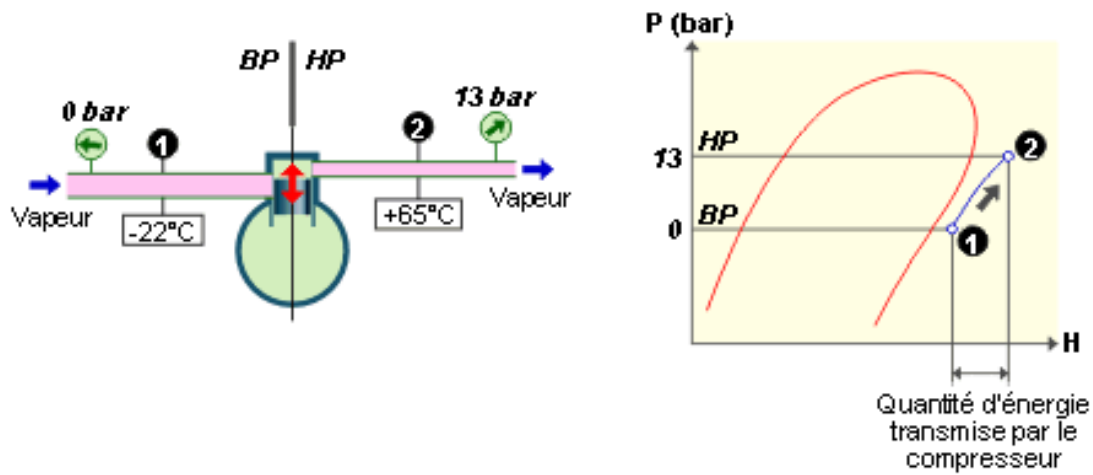 BP HP
0 bar
13 bar
1
2
Vapeur
Vapeur
-22°C
+65°C
P (bar)
HP
13
2
BP
0
1
H
Quantité d'énergie
transmise par le
compresseur